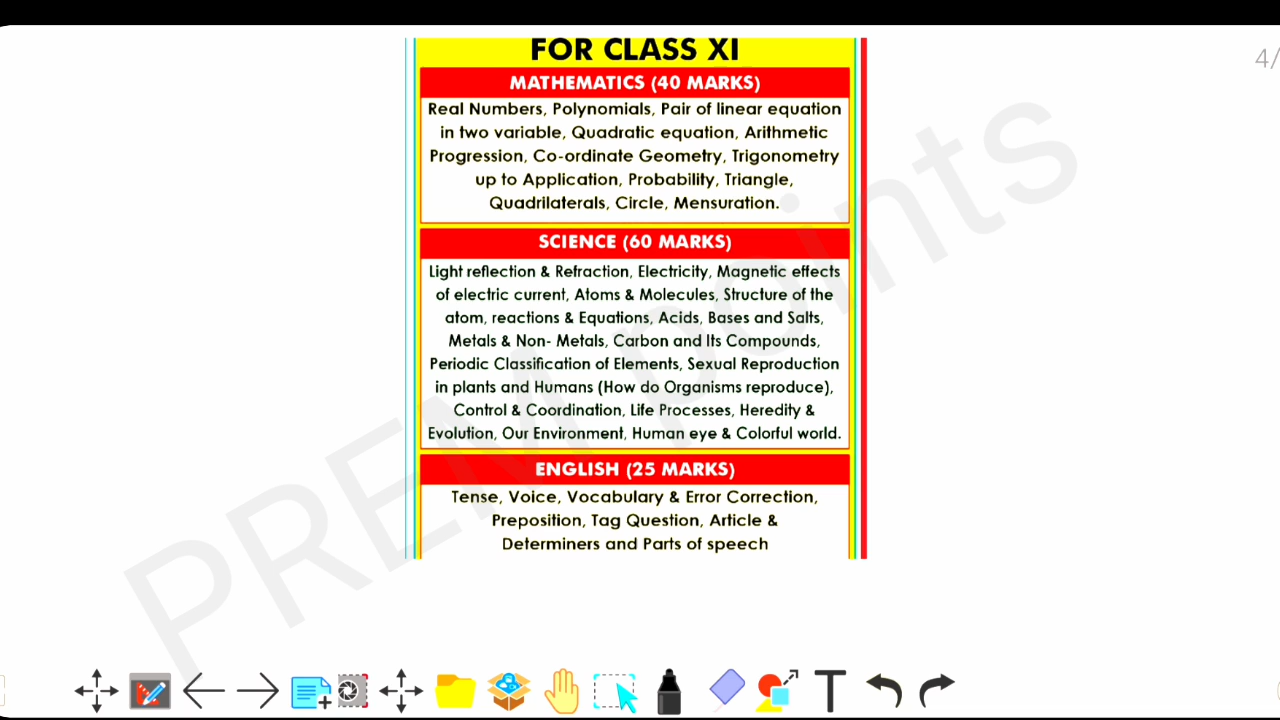 FOR CLASS XI
4/
MATHEMATICS (40 MARKS)
Real Numbers, Polynomials, Pair of linear equation
in two variable, Quadratic equation, Arithmetic
Progression, Co-ordinate Geometry, Trigonometry
up to Application, Probability, Triangle,
Quadrilaterals, Circle, Mensuration.
SCIENCE (60 MARKS)
Light reflection & Refraction, Electricity, Magnetic effects
of electric current, Atoms & Molecules, Structure of the
atom, reactions & Equations, Acids, Bases and Salts,
Metals & Non- Metals, Carbon and Its Compounds,
Periodic Classification of Elements, Sexual Reproduction
in plants and Humans (How do Organisms reproduce),
Control & Coordination, Life Processes, Heredity &
Evolution, Our Environment, Human eye & Colorful world.
ENGLISH (25 MARKS)
Tense, Voice, Vocabulary & Error Correction,
Preposition, Tag Question, Article &
Determiners and Parts of speech
PREM points
T